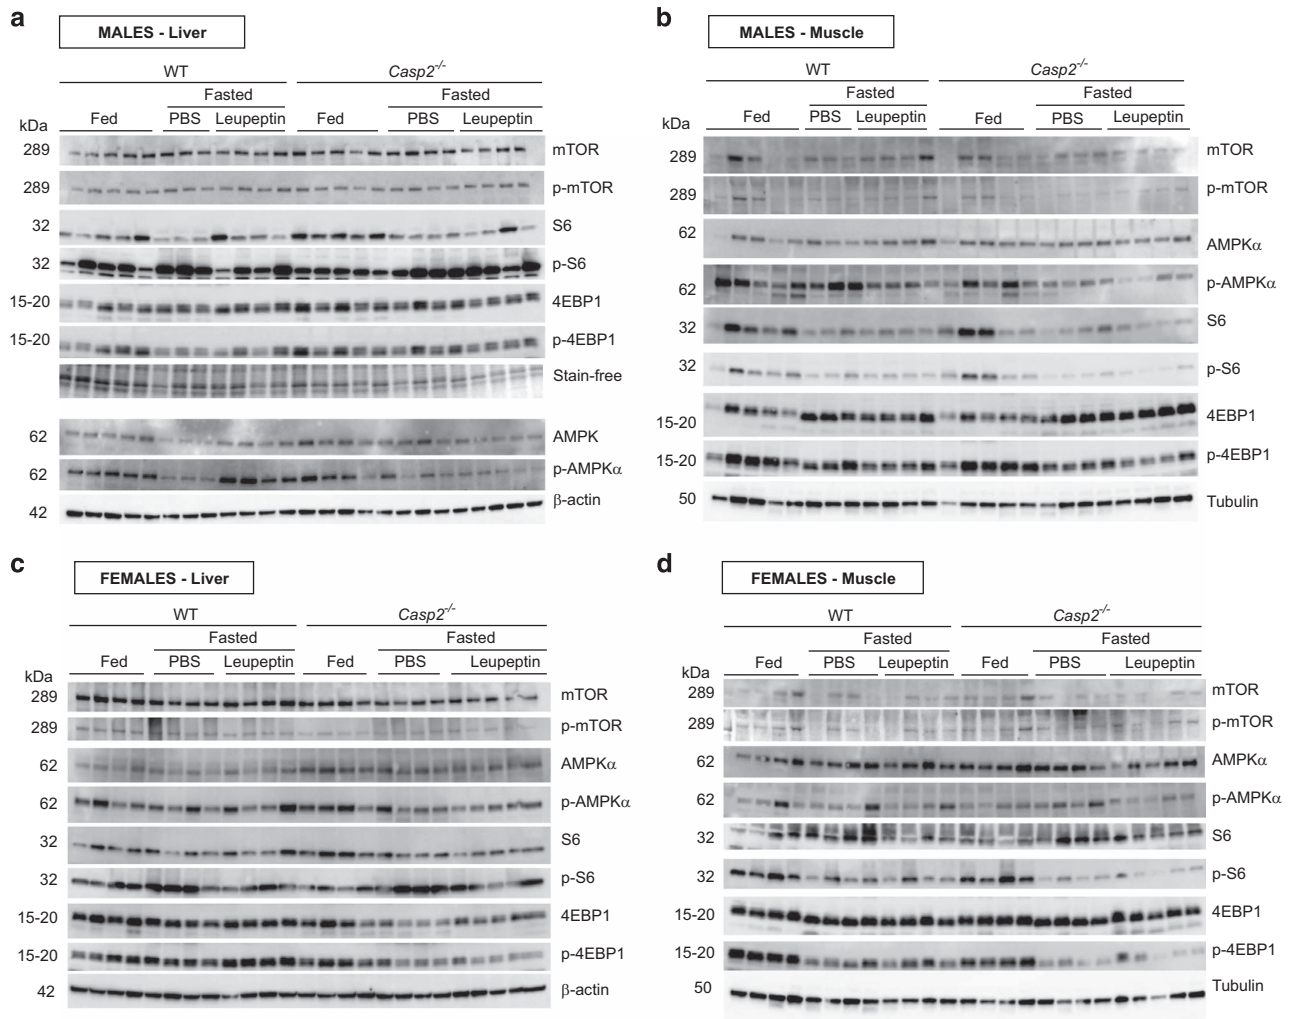 a
MALES - Liver
WT
Casp2-/-
Fasted
Fasted
kDa
Fed
PBS
Leupeptin
Fed
PBS
Leupeptin
289
mTOR
289
p-mTOR
32
S6
32
p-S6
15-20
4EBP1
15-20
p-4EBP1
Stain-free
62
AMPK
62
p-AMPKα
42
β-actin
b
MALES - Muscle
WT
Casp2-/-
Fasted
Fasted
kDa
Fed
PBS
Leupeptin
Fed
PBS
Leupeptin
289
mTOR
289
p-mTOR
62
AMPKα
62
p-AMPKα
32
S6
32
p-S6
15-20
4EBP1
15-20
p-4EBP1
50
Tubulin
c
FEMALES - Liver
WT
Casp2-/-
Fasted
Fasted
kDa
Fed
PBS
Leupeptin
Fed
PBS
Leupeptin
289
mTOR
289
p-mTOR
62
AMPKα
62
p-AMPKα
32
S6
32
p-S6
15-20
4EBP1
15-20
p-4EBP1
42
β-actin
d
FEMALES - Muscle
WT
Casp2-/-
Fasted
Fasted
kDa
Fed
PBS
Leupeptin
Fed
PBS
Leupeptin
289
mTOR
289
p-mTOR
62
AMPKα
62
p-AMPKα
32
S6
32
p-S6
15-20
4EBP1
15-20
p-4EBP1
50
Tubulin